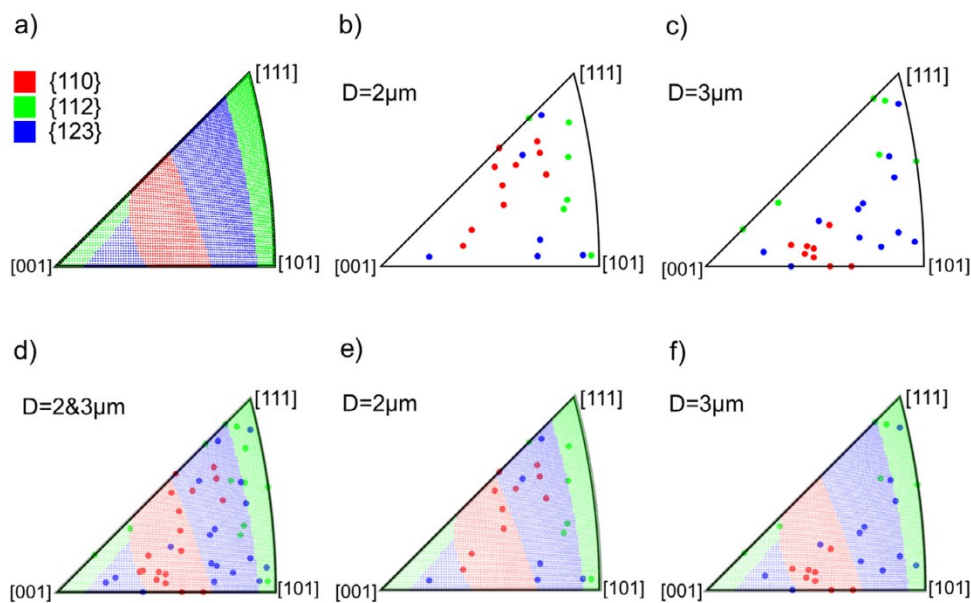 a)
b)
c)
{110}
{112}
{123}
[111]
[001]
[101]
D=2µm
[111]
[001]
[101]
D=3µm
[111]
[001]
[101]
d)
e)
f)
D=2&3µm
[111]
[001]
[101]
D=2µm
[111]
[001]
[101]
D=3µm
[111]
[001]
[101]